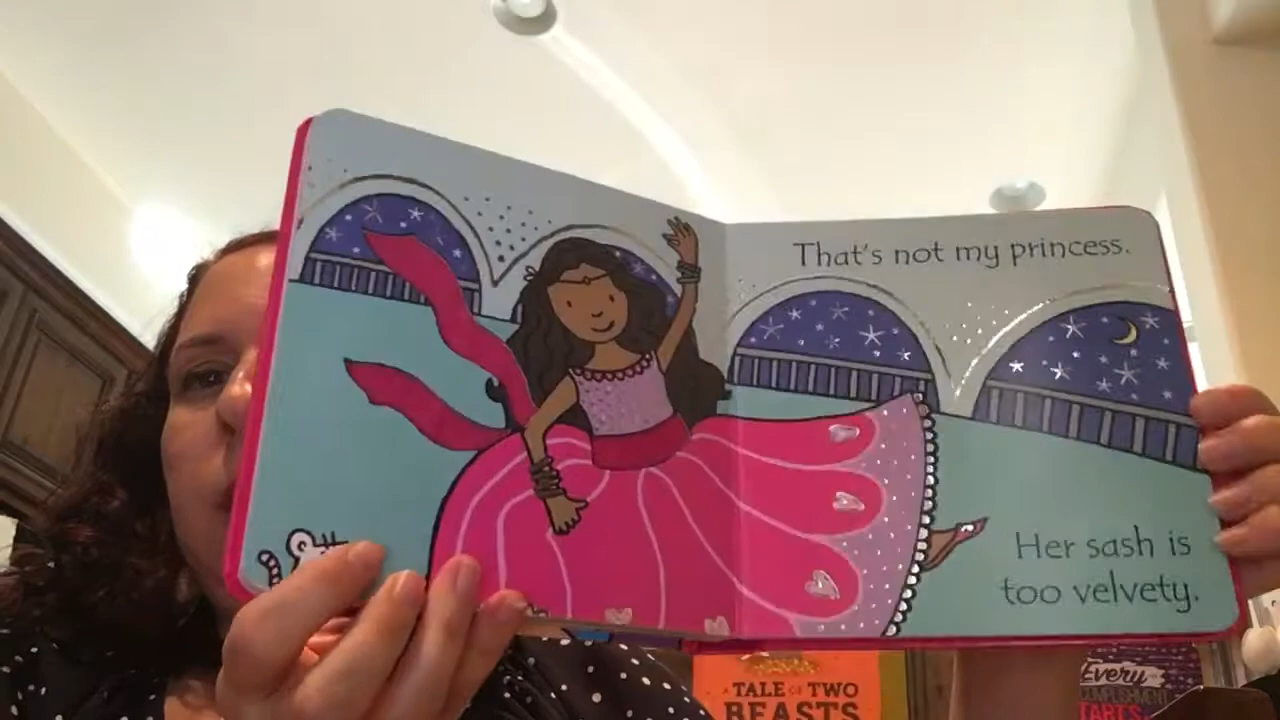 That's not my princess.
Her sash is
too velvety.
A TALE OF TWO
BEASTS
Every